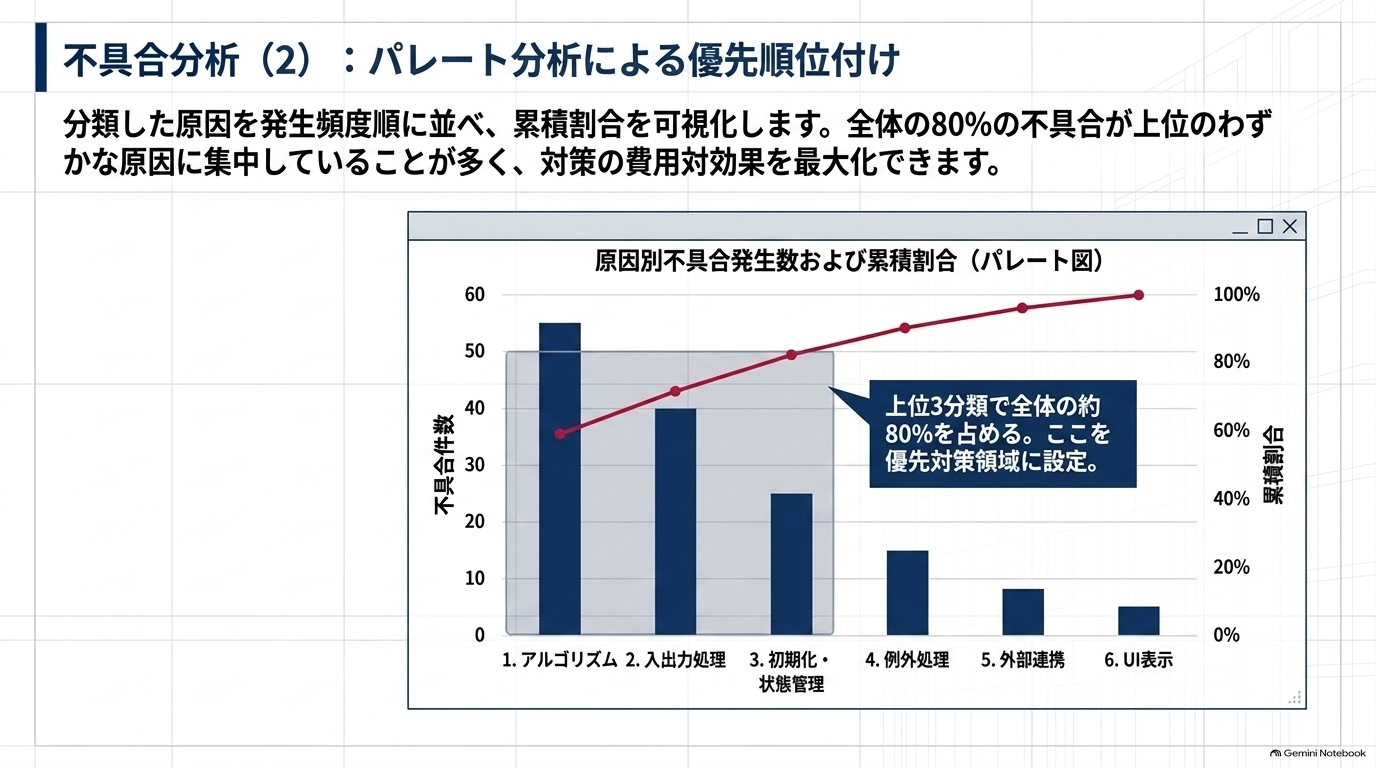 不具合分析（2）：パレート分析による優先順位付け
分類した原因を発生頻度順に並べ、累積割合を可視化します。全体の80%の不具合が上位のわず
かな原因に集中していることが多く、対策の費用対効果を最大化できます。
原因別不具合発生数および累積割合（パレート図）
不具合件数
60
50
40
30
20
10
0
100%
80%
60%
40%
20%
0%
累積割合
上位3分類で全体の約
80%を占める。ここを
優先対策領域に設定。
1. アルゴリズム
2. 入出力処理
3. 初期化・
状態管理
4. 例外処理
5. 外部連携
6. UI表示
Gemini Notebook